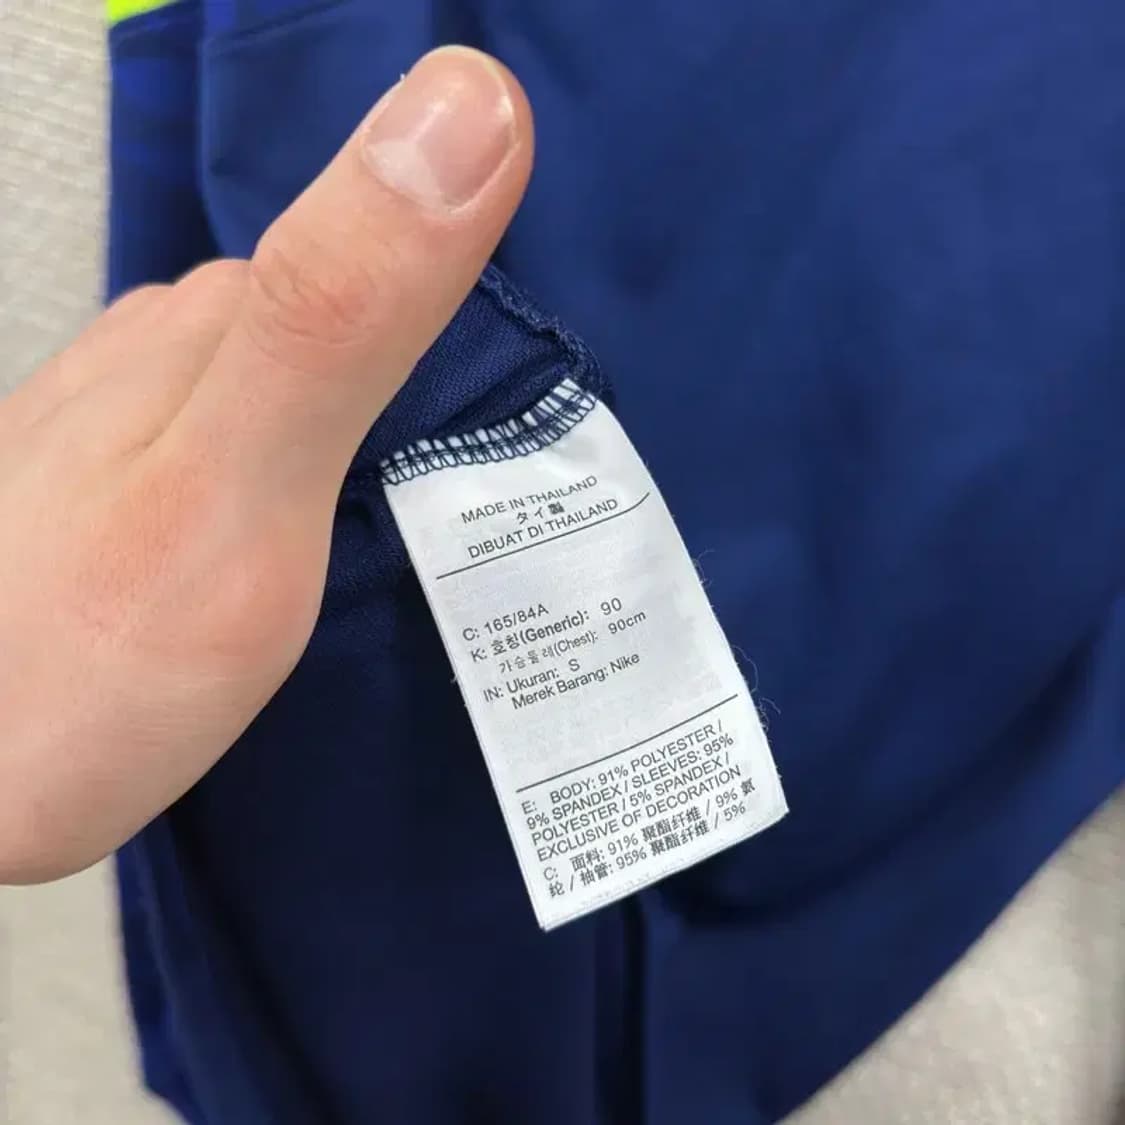 MADE IN THAILAND
タイ製
DIBUAT DI THAILAND
C: 165/84A
K: 호칭(Generic): 90
가슴둘레(Chest): 90cm
IN: Ukuran: S
Merek Barang: Nike
E: BODY: 91% POLYESTER /
9% SPANDEX / SLEEVES: 95%
POLYESTER / 5% SPANDEX /
EXCLUSIVE OF DECORATION
C: 面料: 91% 聚酯纤维 / 9% 氨
纶 / 袖管: 95% 聚酯纤维 / 5%